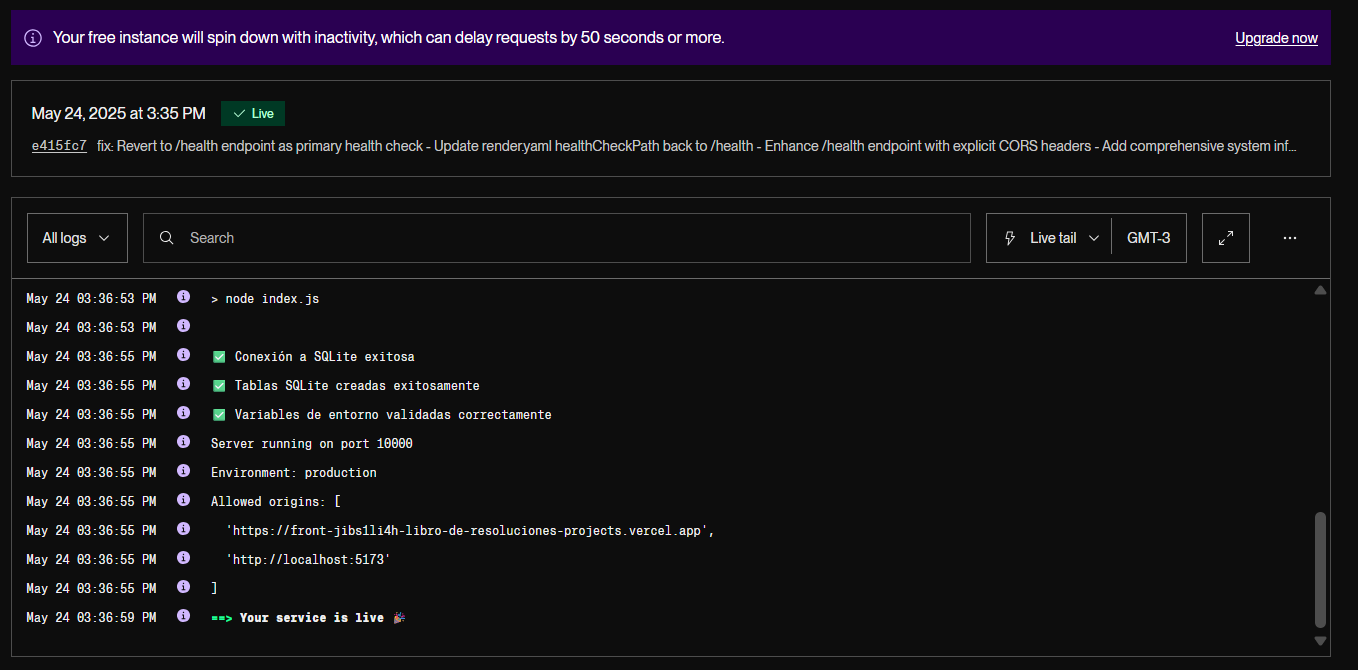 Your free instance will spin down with inactivity, which can delay requests by 50 seconds or more. Upgrade now
May 24, 2025 at 3:35 PM Live
e415fc7 fix: Revert to /health endpoint as primary health check - Update render.yaml healthCheckPath back to /health - Enhance /health endpoint with explicit CORS headers - Add comprehensive system inf...
All logs Search Live tail GMT-3
May 24 03:36:53 PM > node index.js
May 24 03:36:53 PM
May 24 03:36:55 PM ✅ Conexión a SQLite exitosa
May 24 03:36:55 PM ✅ Tablas SQLite creadas exitosamente
May 24 03:36:55 PM ✅ Variables de entorno validadas correctamente
May 24 03:36:55 PM Server running on port 10000
May 24 03:36:55 PM Environment: production
May 24 03:36:55 PM Allowed origins: [
May 24 03:36:55 PM 'https://front-jibs1li4h-libro-de-resoluciones-projects.vercel.app',
May 24 03:36:55 PM 'http://localhost:5173'
May 24 03:36:55 PM ]
May 24 03:36:59 PM ==> Your service is live 🎉